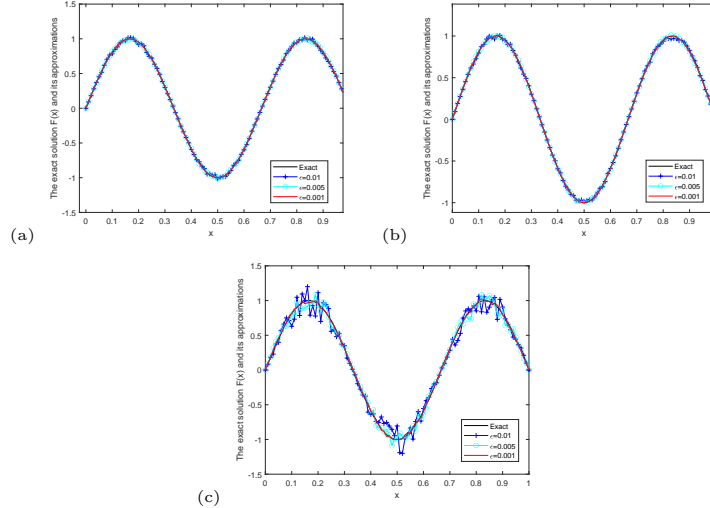 1.5
1
0.5
0
-0.5
-1
-1.5
The exact solution F(x) and its approximations
Exact
ϵ=0.01
ϵ=0.005
ϵ=0.001
0 0.1 0.2 0.3 0.4 0.5 0.6 0.7 0.8 0.9
x
(a)
1
0.5
0
-0.5
-1
The exact solution F(x) and its approximations
Exact
ϵ=0.01
ϵ=0.005
ϵ=0.001
0 0.1 0.2 0.3 0.4 0.5 0.6 0.7 0.8 0.9
x
(b)
1.5
1
0.5
0
-0.5
-1
-1.5
The exact solution F(x) and its approximations
Exact
ϵ=0.01
ϵ=0.005
ϵ=0.001
0 0.1 0.2 0.3 0.4 0.5 0.6 0.7 0.8 0.9 1
x
(c)